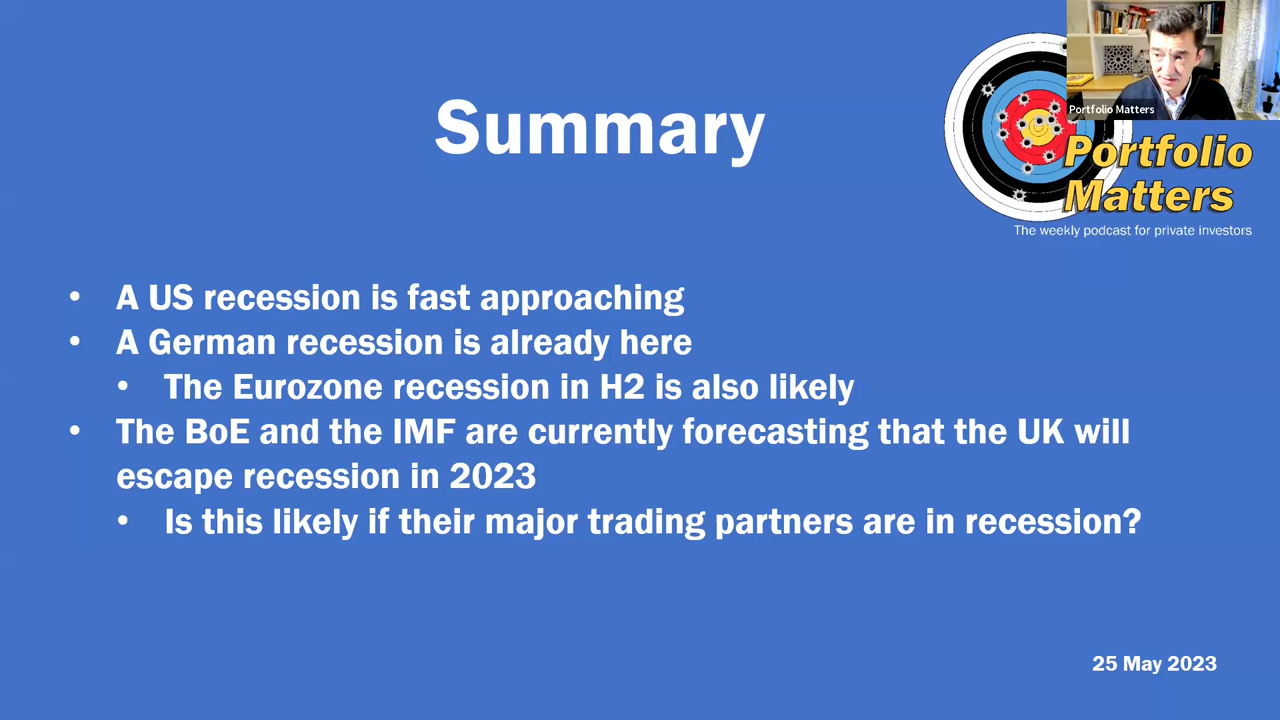 Summary
Portfolio Matters
Portfolio
Matters
The weekly podcast for private investors
• A US recession is fast approaching
• A German recession is already here
• The Eurozone recession in H2 is also likely
• The BoE and the IMF are currently forecasting that the UK will
escape recession in 2023
• Is this likely if their major trading partners are in recession?
25 May 2023